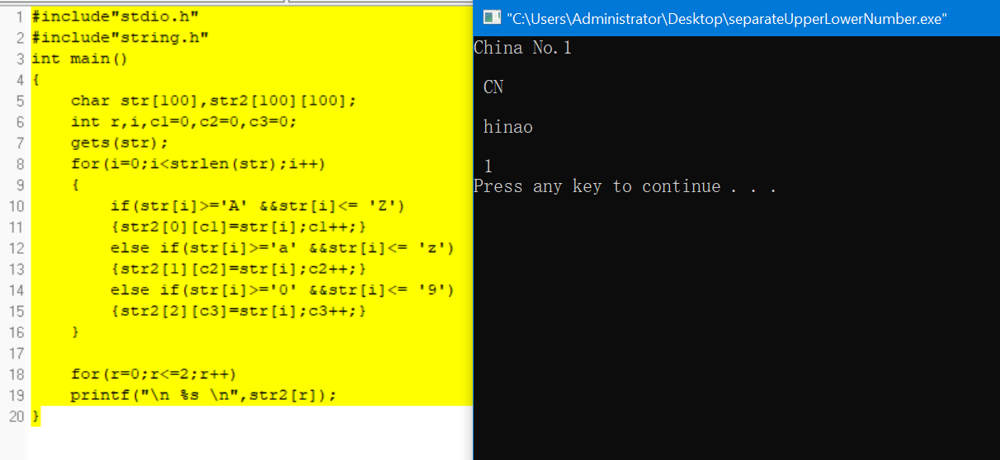 1 #include"stdio.h"
2 #include"string.h"
3 int main()
4 {
5 char str[100],str2[100][100];
6 int r,i,c1=0,c2=0,c3=0;
7 gets(str);
8 for(i=0;i<strlen(str);i++)
9 {
10 if(str[i]>='A' &&str[i]<= 'Z')
11 {str2[0][c1]=str[i];c1++;}
12 else if(str[i]>='a' &&str[i]<= 'z')
13 {str2[1][c2]=str[i];c2++;}
14 else if(str[i]>='0' &&str[i]<= '9')
15 {str2[2][c3]=str[i];c3++;}
16 }
17
18 for(r=0;r<=2;r++)
19 printf("\n %s \n",str2[r]);
20 }
"C:\Users\Administrator\Desktop\separateUpperLowerNumber.exe"
China No.1
CN
hinao
1
Press any key to continue . . .